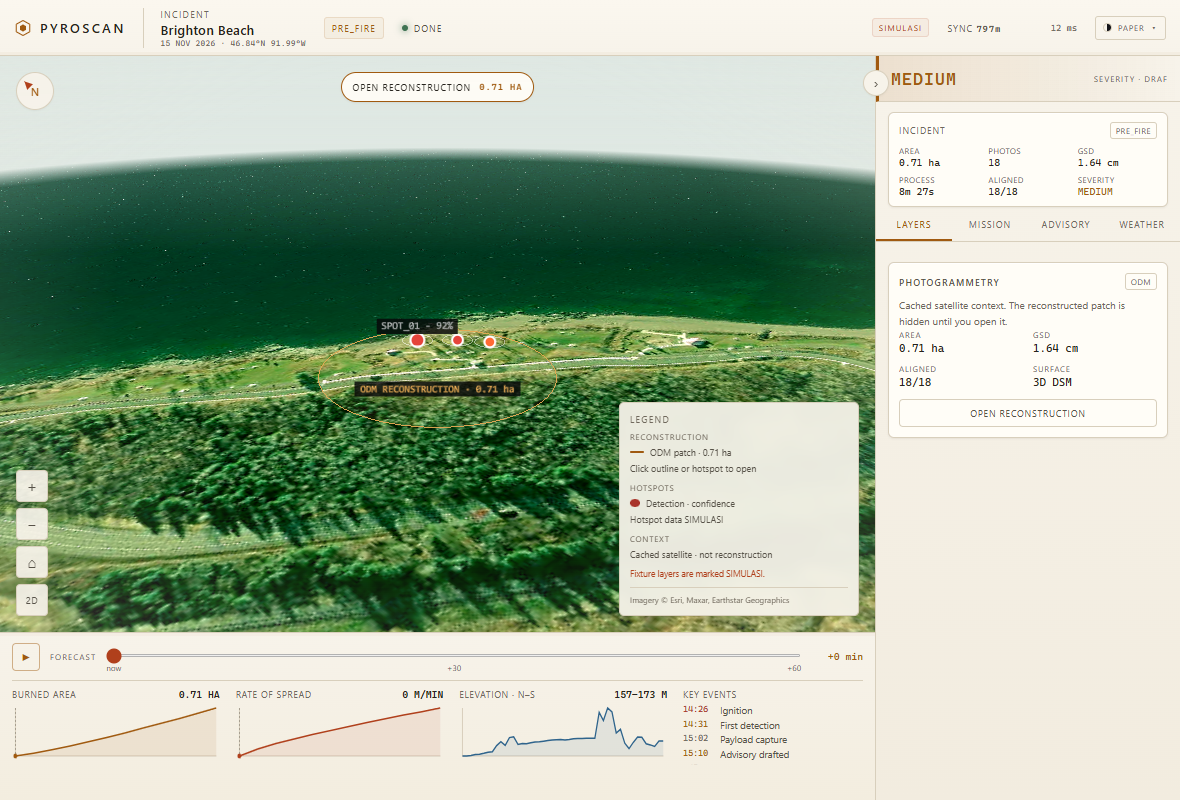 PYROSCAN
INCIDENT
Brighton Beach
15 NOV 2026 · 46.84°N 91.99°W
PRE_FIRE
DONE
SIMULASI
SYNC 797m
12 ms
PAPER
N
OPEN RECONSTRUCTION 0.71 HA
SPOT_01 - 92%
ODM RECONSTRUCTION · 0.71 ha
+
−
2D
LEGEND
RECONSTRUCTION
ODM patch · 0.71 ha
Click outline or hotspot to open
HOTSPOTS
Detection · confidence
Hotspot data SIMULASI
CONTEXT
Cached satellite · not reconstruction
Fixture layers are marked SIMULASI.
Imagery © Esri, Maxar, Earthstar Geographics
MEDIUM
SEVERITY · DRAF
INCIDENT
PRE_FIRE
AREA PHOTOS GSD
0.71 ha 18 1.64 cm
PROCESS ALIGNED SEVERITY
8m 27s 18/18 MEDIUM
LAYERS MISSION ADVISORY WEATHER
PHOTOGRAMMETRY
ODM
Cached satellite context. The reconstructed patch is
hidden until you open it.
AREA GSD
0.71 ha 1.64 cm
ALIGNED SURFACE
18/18 3D DSM
OPEN RECONSTRUCTION
FORECAST
now +30 +60
+0 min
BURNED AREA 0.71 HA
RATE OF SPREAD 0 M/MIN
ELEVATION · N–S 157–173 M
KEY EVENTS
14:26 Ignition
14:31 First detection
15:02 Payload capture
15:10 Advisory drafted